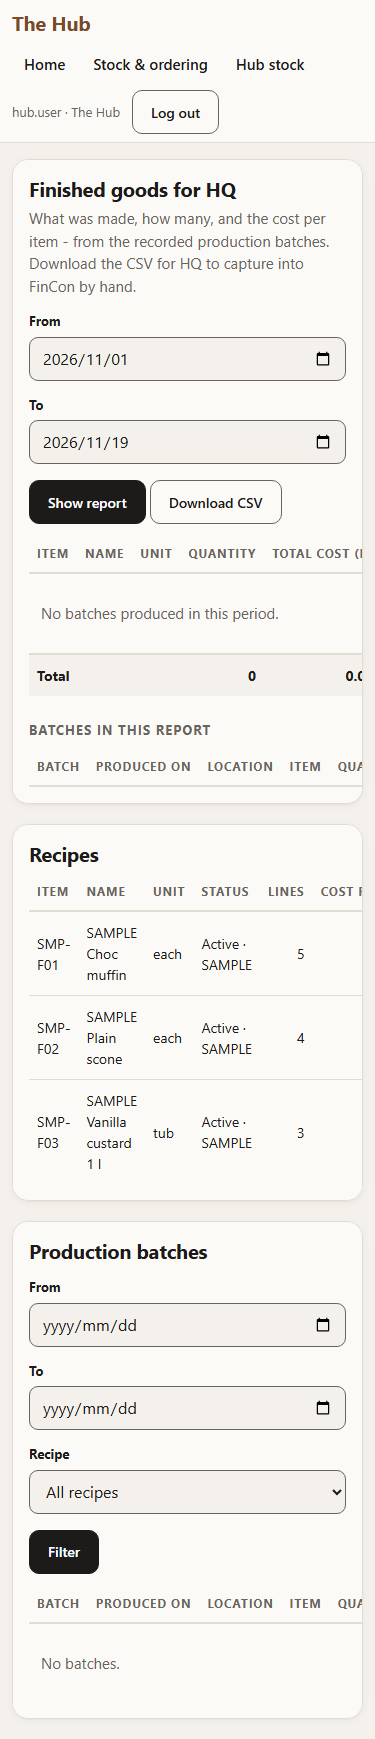 The Hub
Home Stock & ordering Hub stock
hub.user · The Hub Log out
Finished goods for HQ
What was made, how many, and the cost per
item - from the recorded production batches.
Download the CSV for HQ to capture into
FinCon by hand.
From
2026/11/01
To
2026/11/19
Show report Download CSV
ITEM NAME UNIT QUANTITY TOTAL COST
No batches produced in this period.
Total 0 0.0
BATCHES IN THIS REPORT
BATCH PRODUCED ON LOCATION ITEM QUA
Recipes
ITEM NAME UNIT STATUS LINES COST
SMP-F01 SAMPLE Choc muffin each Active · SAMPLE 5
SMP-F02 SAMPLE Plain scone each Active · SAMPLE 4
SMP-F03 SAMPLE Vanilla custard 1 l tub Active · SAMPLE 3
Production batches
From
yyyy/mm/dd
To
yyyy/mm/dd
Recipe
All recipes
Filter
BATCH PRODUCED ON LOCATION ITEM QUA
No batches.